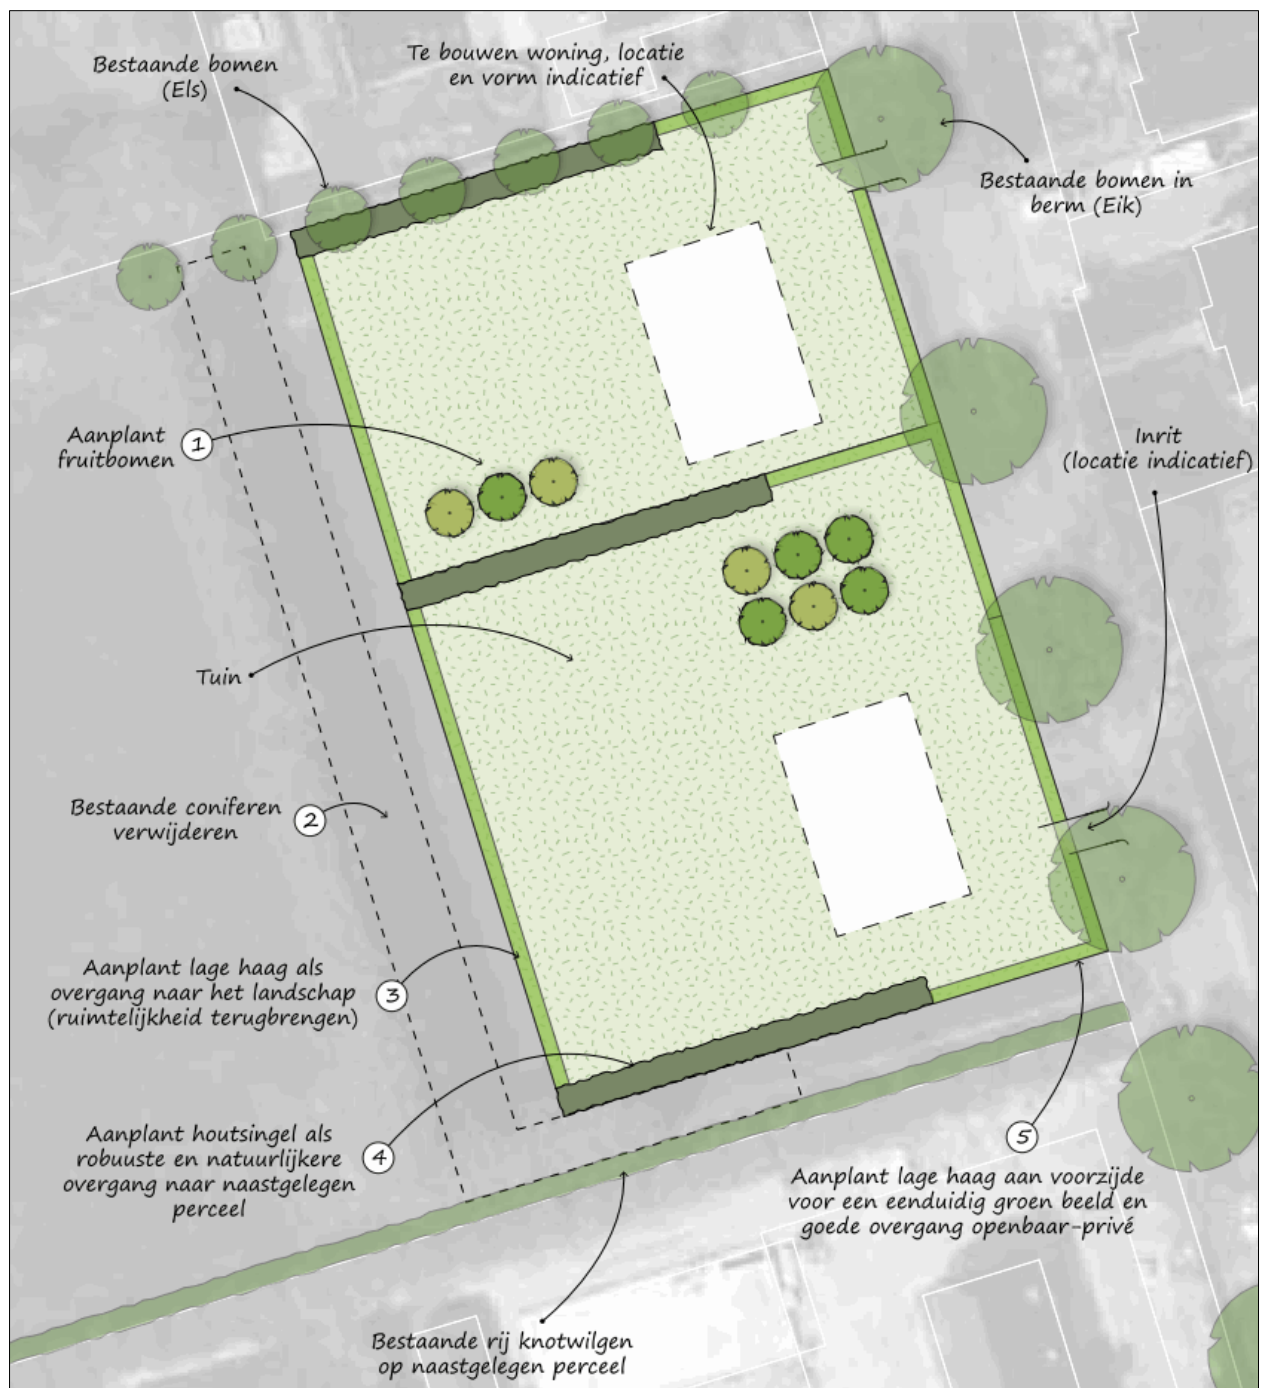 Te bouwen woning, locatie
en vorm indicatief
Bestaande bomen
(Els)
Bestaande bomen in
berm (Eik)
Aanplant
fruitbomen
1
Inrit
(locatie indicatief)
Tuin
Bestaande coniferen
verwijderen
2
Aanplant lage haag als
overgang naar het landschap
(ruimtelijkheid terugbrengen)
3
Aanplant houtsingel als
robuuste en natuurlijkere
overgang naar naastgelegen
perceel
4
5
Aanplant lage haag aan voorzijde
voor een eenduidig groen beeld en
goede overgang openbaar-privé
Bestaande rij knotwilgen
op naastgelegen perceel